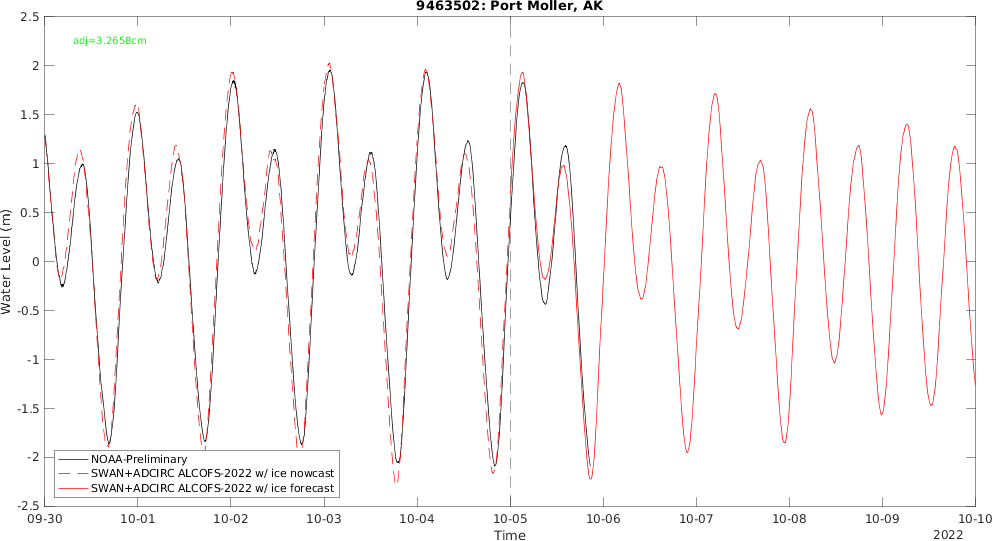 9463502: Port Moller, AK
adj=3.2658cm
2.5
2
1.5
1
0.5
0
-0.5
-1
-1.5
-2
-2.5
Water Level (m)
NOAA-Preliminary
SWAN+ADCIRC ALCOFS-2022 w/ ice nowcast
SWAN+ADCIRC ALCOFS-2022 w/ ice forecast
09-30 10-01 10-02 10-03 10-04 10-05 10-06 10-07 10-08 10-09 10-10
Time
2022